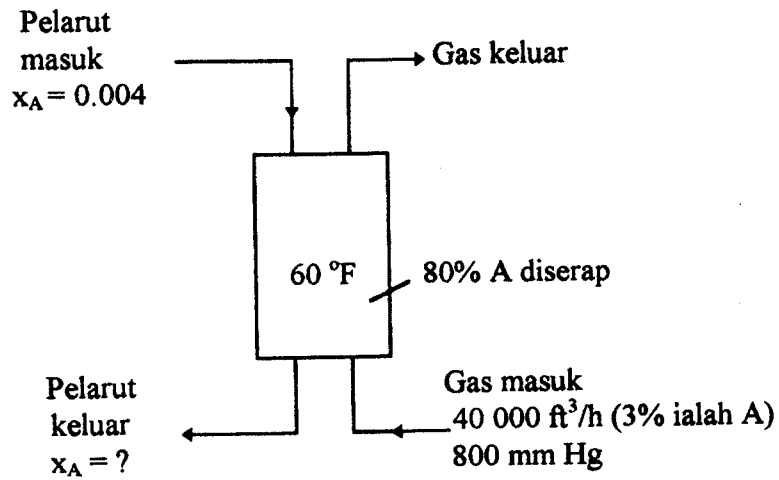 Pelarut
masuk
x_A = 0.004
Gas keluar
60 °F
80% A diserap
Pelarut
keluar
x_A = ?
Gas masuk
40 000 ft³/h (3% ialah A)
800 mm Hg